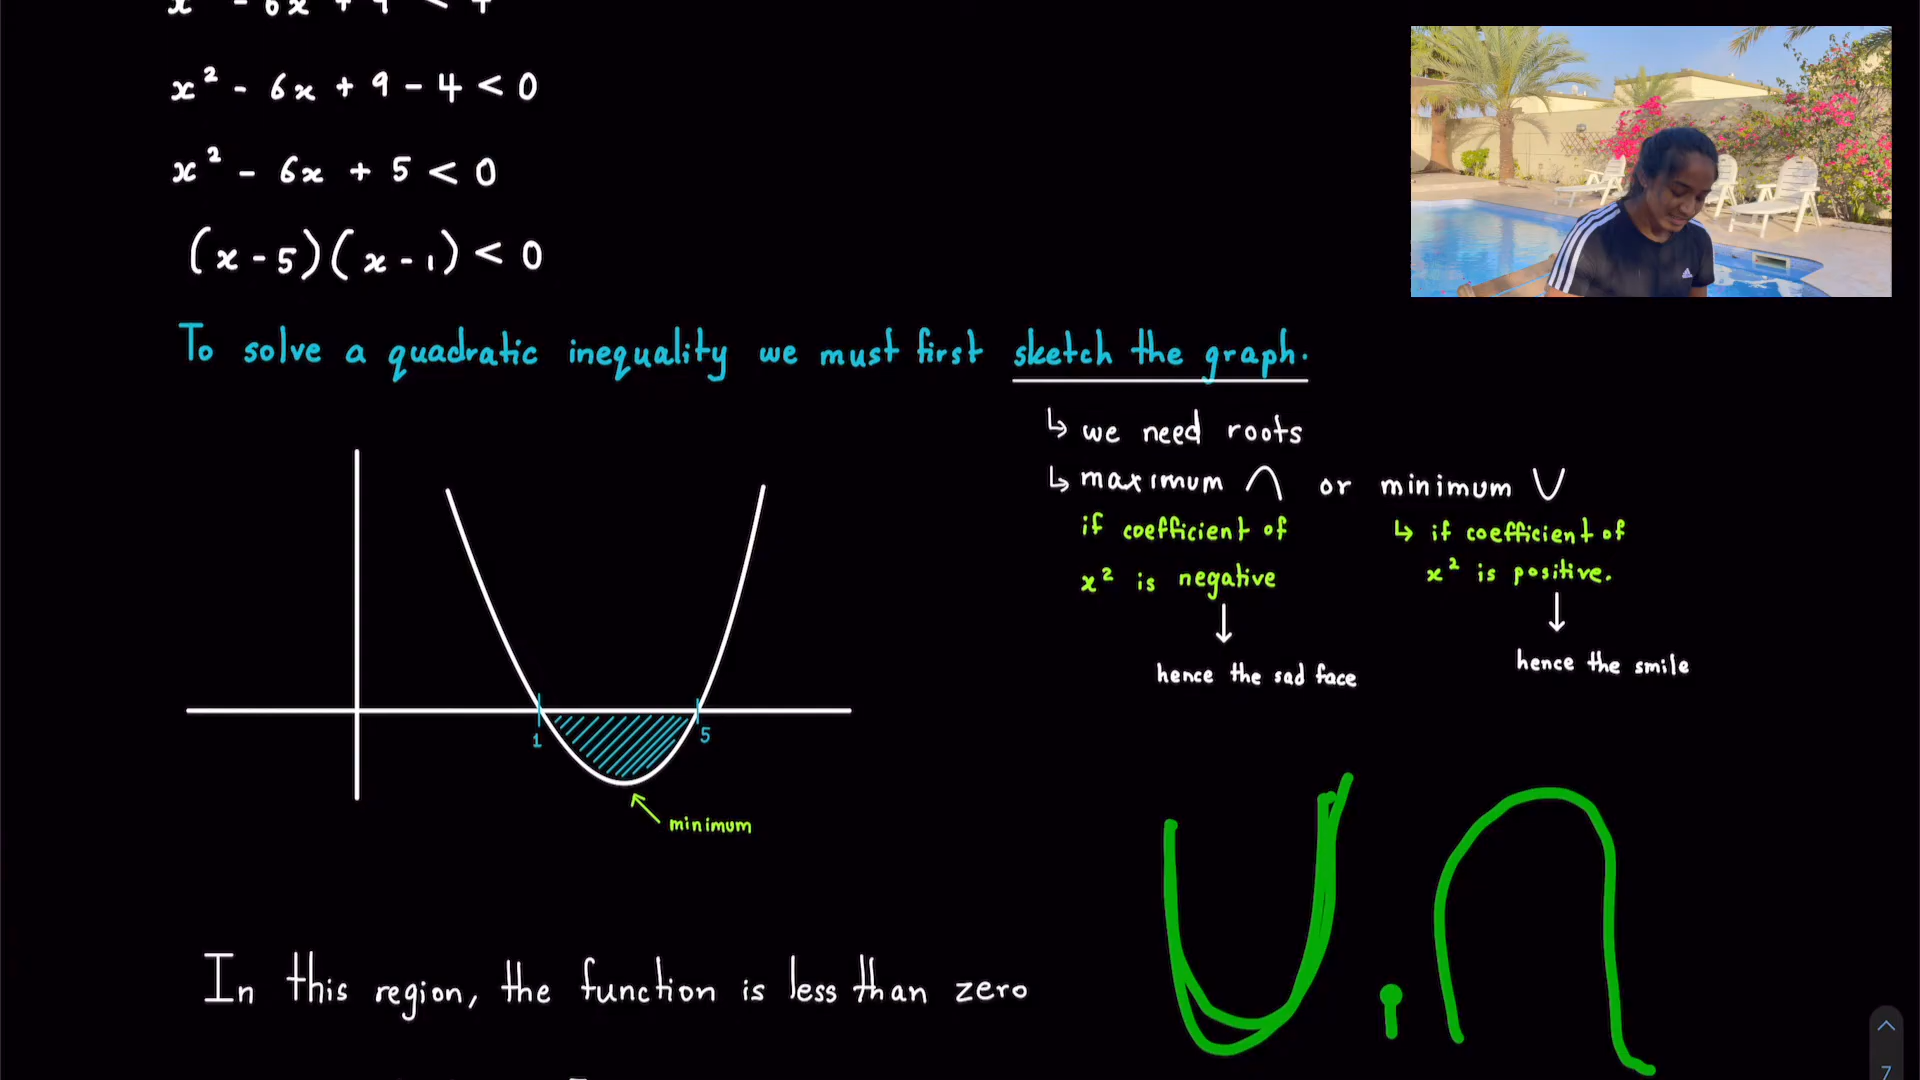 x² - 6x + 9 - 4 < 0
x² - 6x + 5 < 0
(x - 5)(x - 1) < 0
To solve a quadratic inequality we must first sketch the graph.
↳ we need roots
↳ maximum ∩ or minimum ∪
if coefficient of
x² is negative
↓
hence the sad face
↳ if coefficient of
x² is positive.
↓
hence the smile
1
5
minimum
In this region, the function is less than zero
adidas